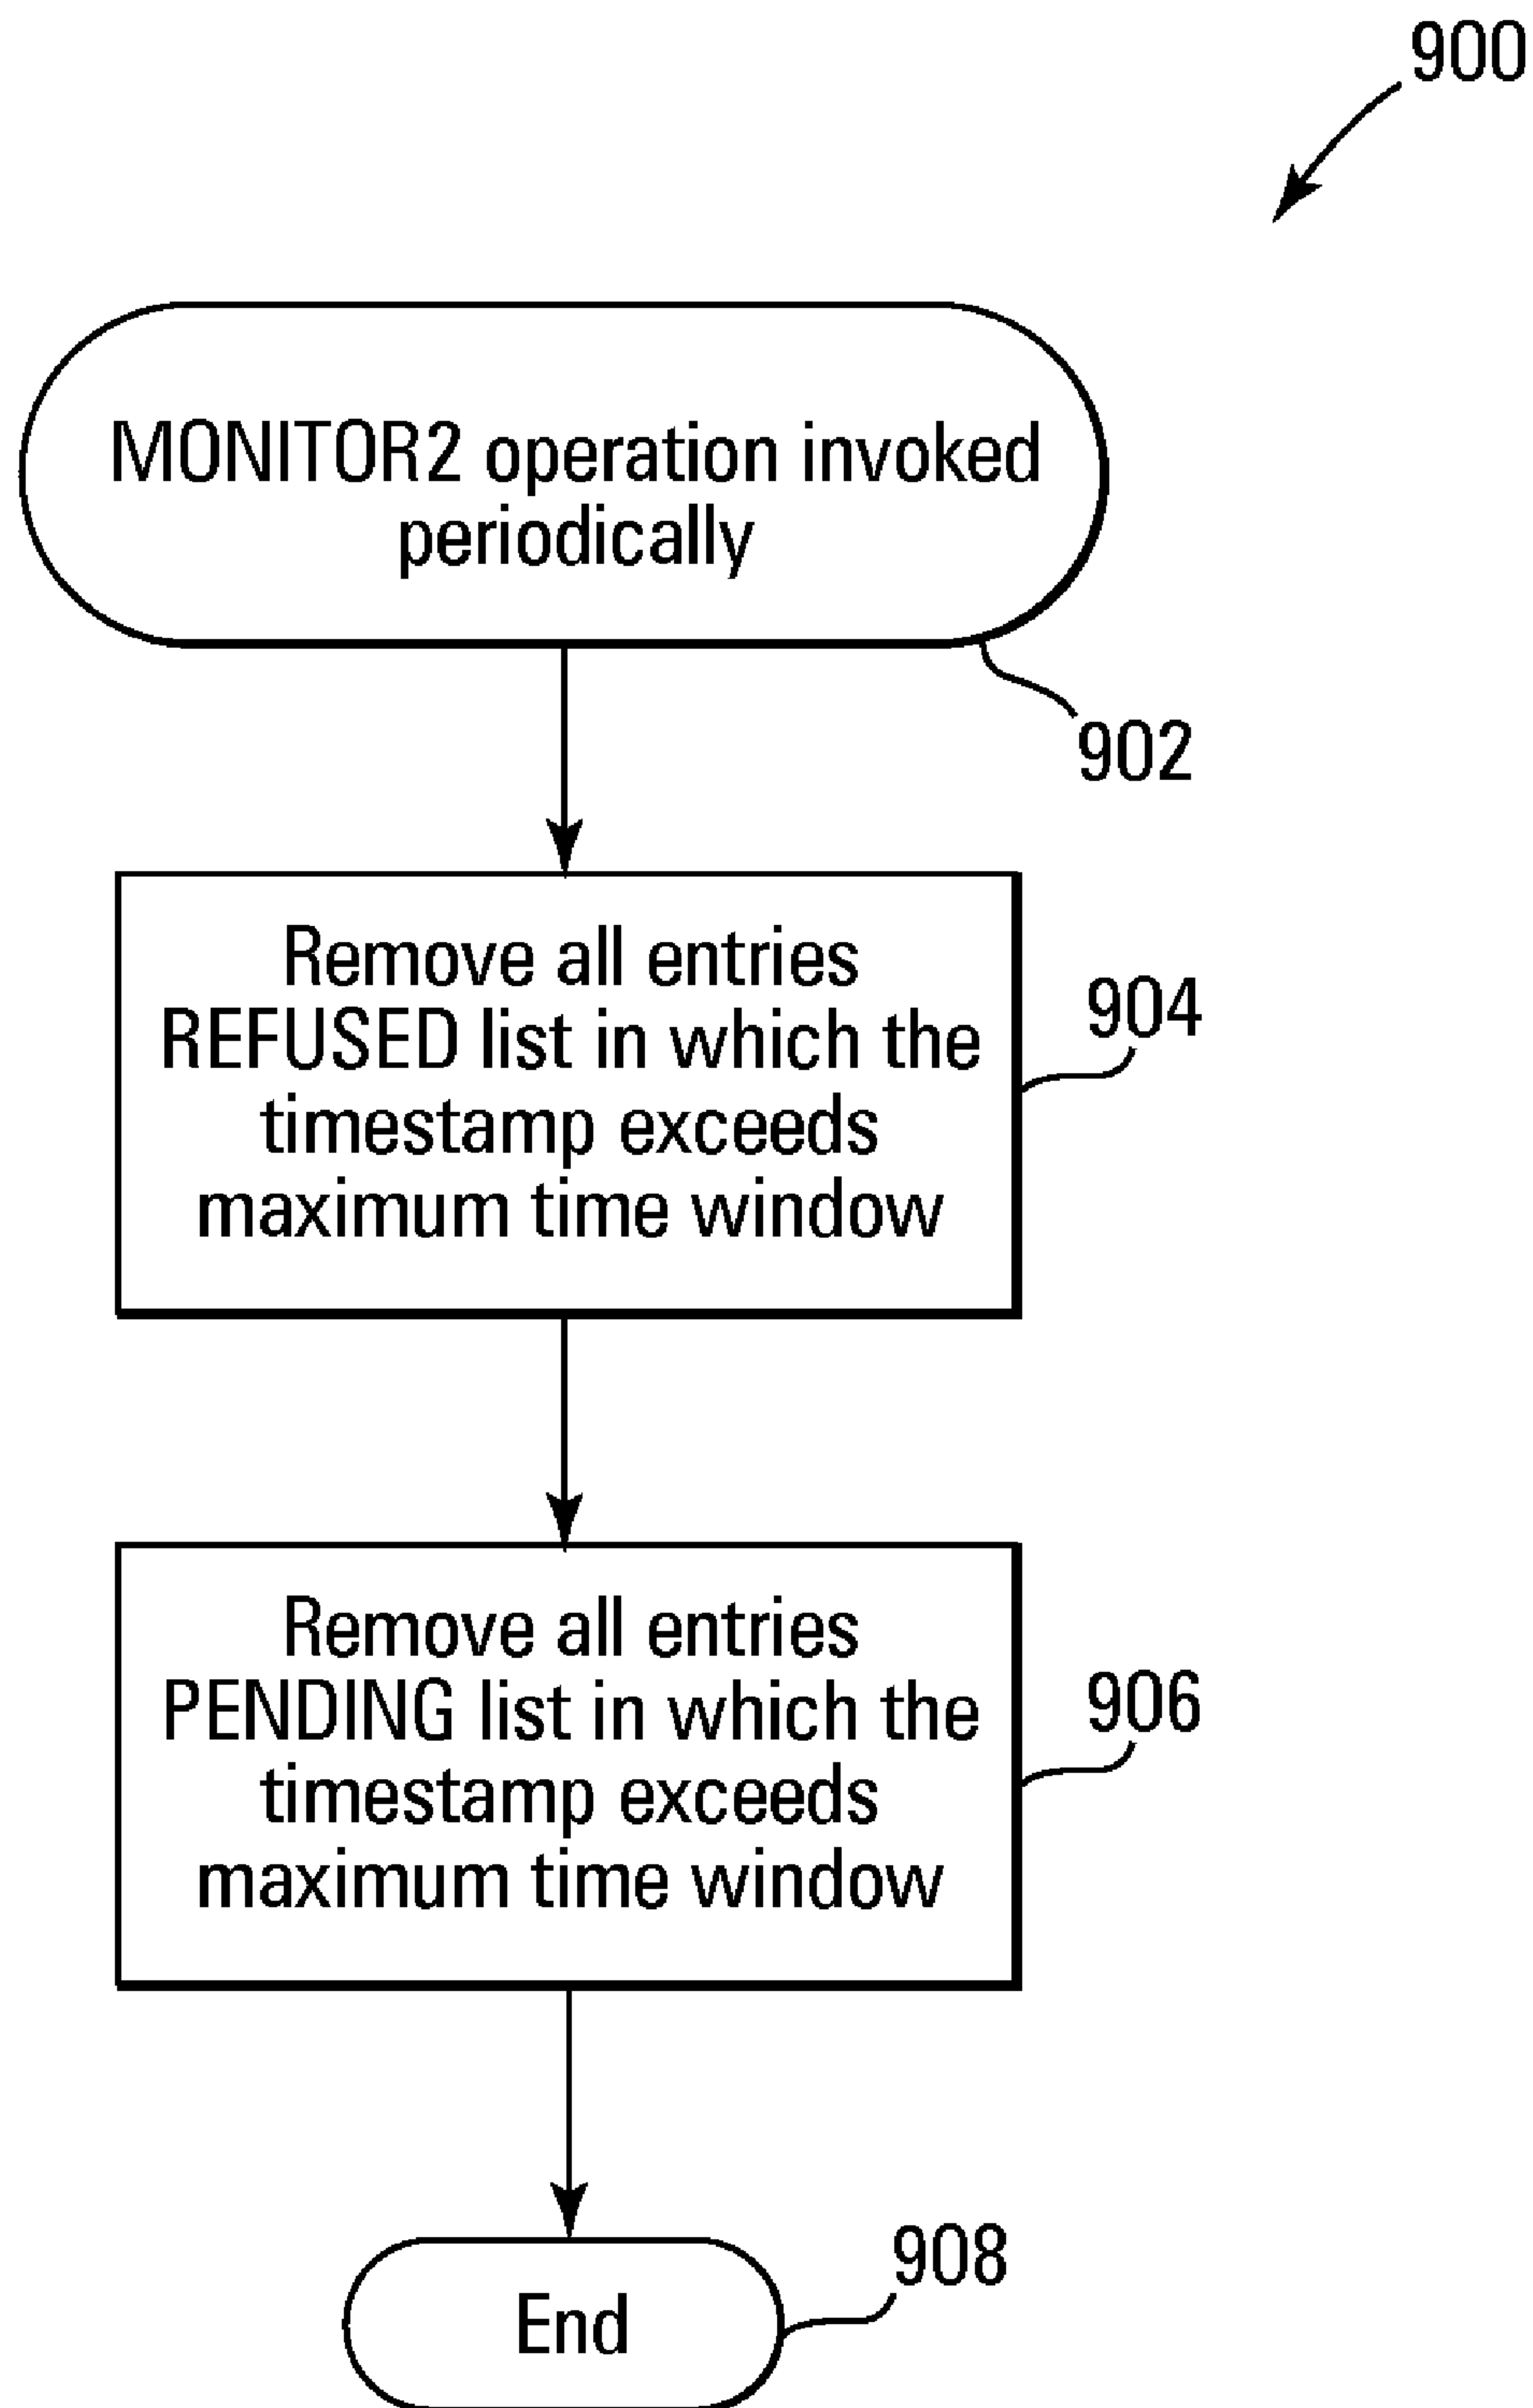 900
MONITOR2 operation invoked
periodically
902
Remove all entries
REFUSED list in which the
timestamp exceeds
maximum time window
904
Remove all entries
PENDING list in which the
timestamp exceeds
maximum time window
906
End
908